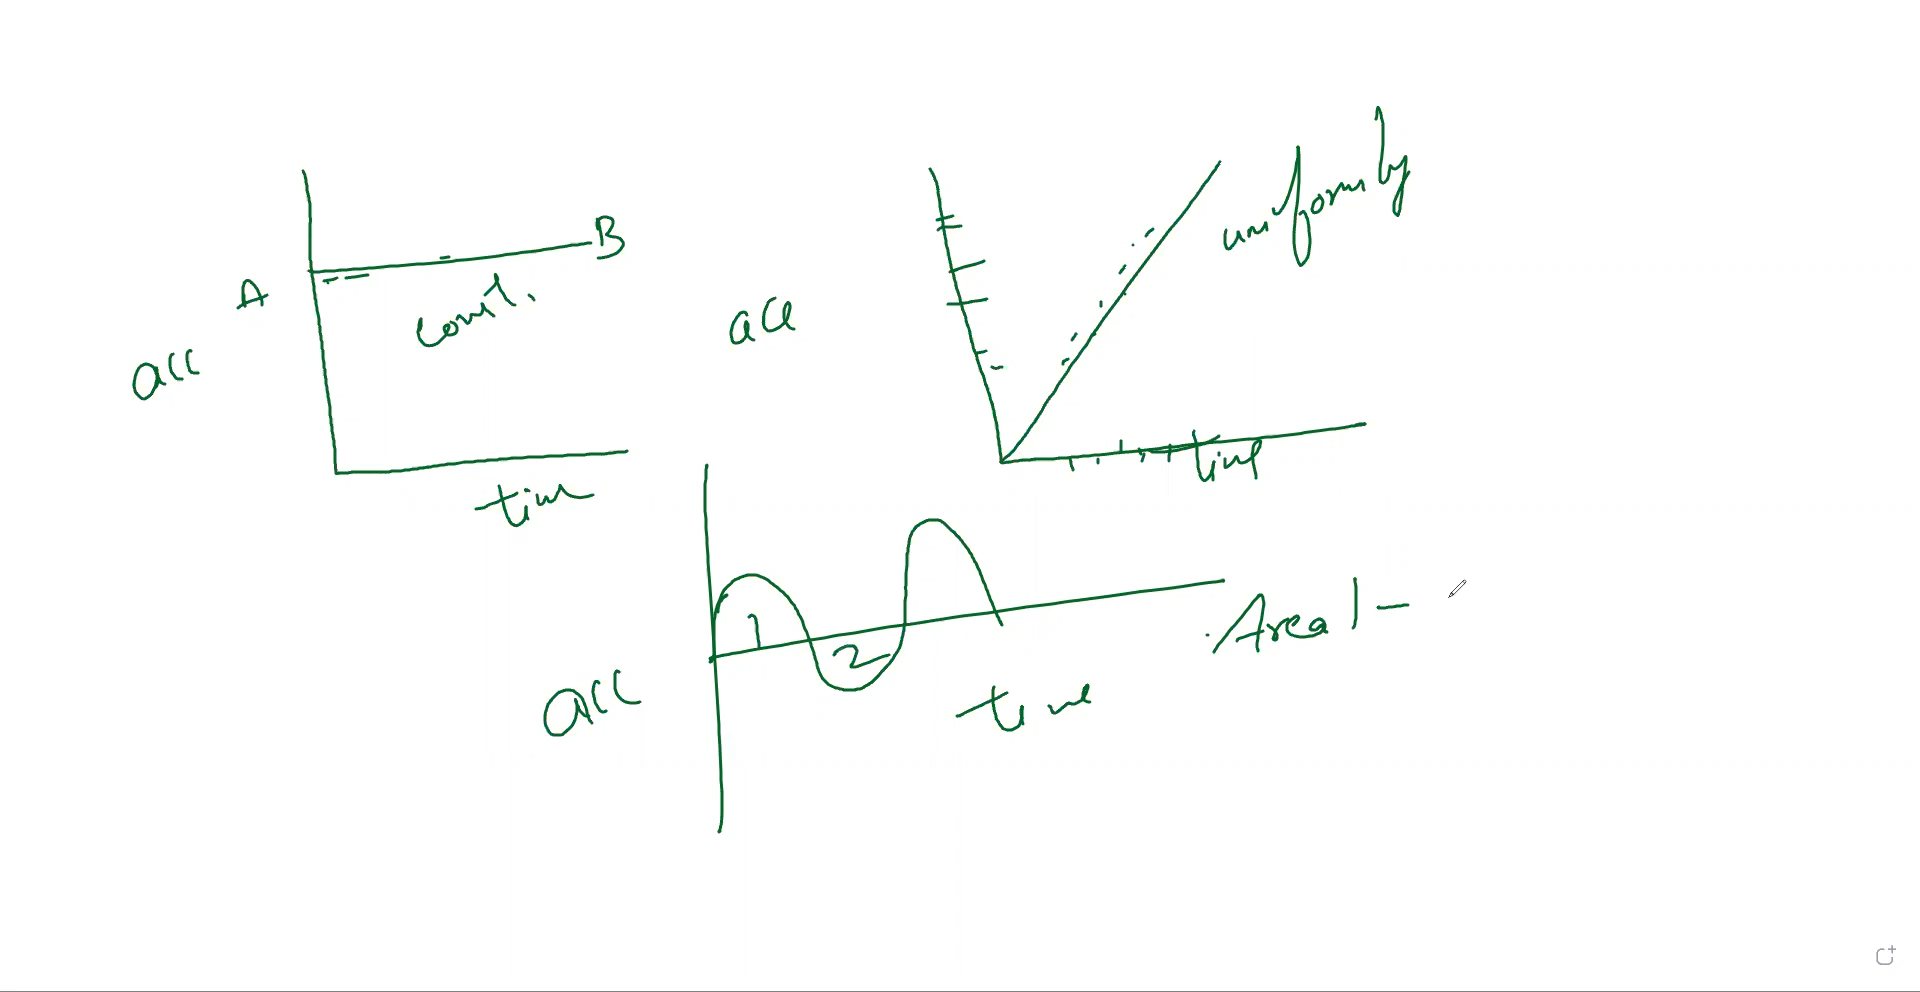 B
A
const.
acc
time
uniformly
acc
time
1
2
acc
time
Area 1 -